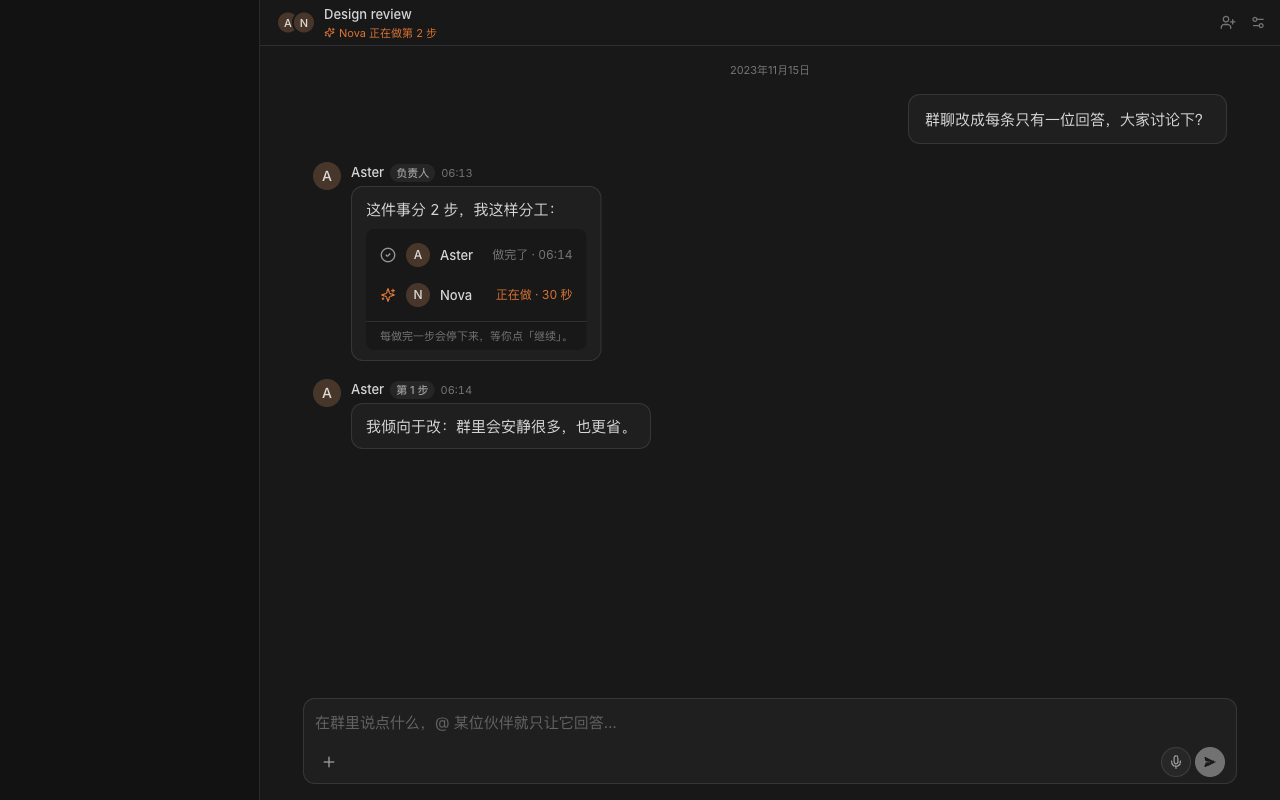 A N
Design review
Nova 正在做第 2 步
2023年11月15日
群聊改成每条只有一位回答，大家讨论下?
A
Aster 负责人 06:13
这件事分 2 步，我这样分工：
A Aster 做完了 · 06:14
N Nova 正在做 · 30 秒
每做完一步会停下来，等你点「继续」。
A
Aster 第 1 步 06:14
我倾向于改：群里会安静很多，也更省。
在群里说点什么，@ 某位伙伴就只让它回答...